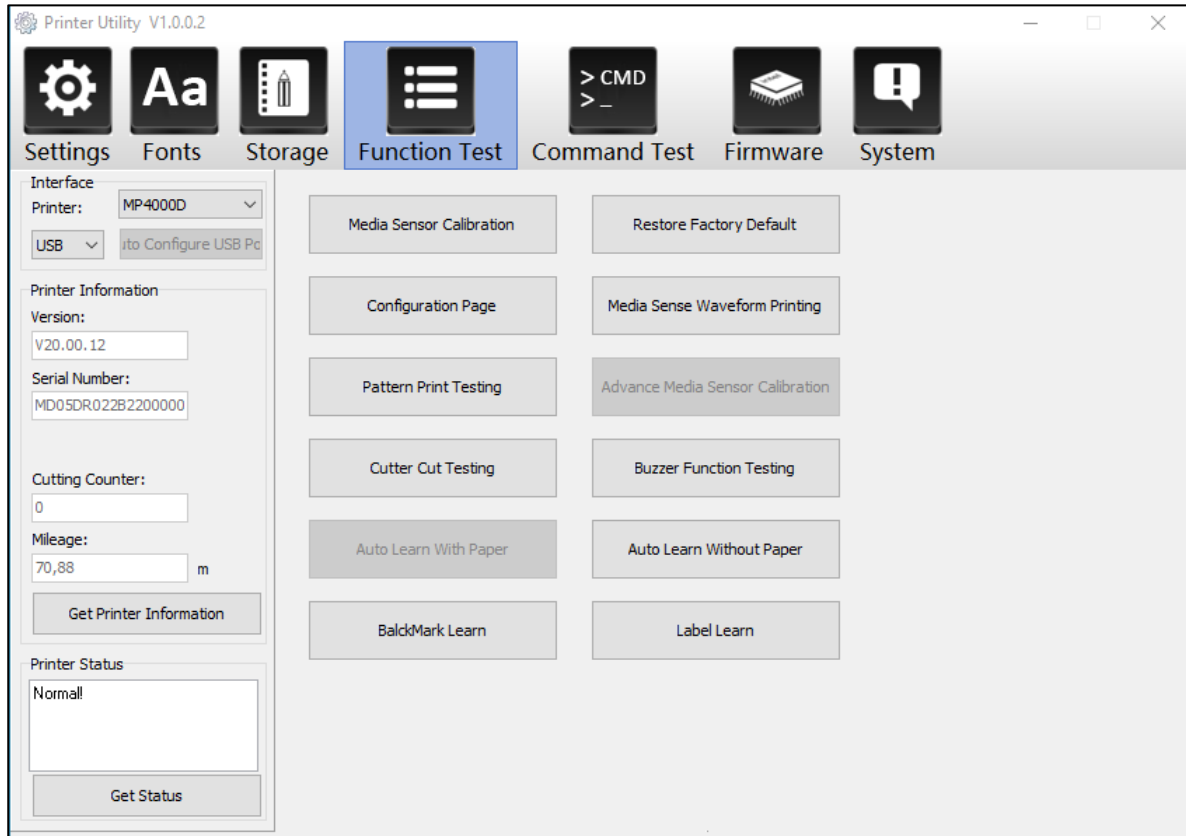 Printer Utility V1.0.0.2
> CMD
> _
Aa
Settings Fonts Storage Function Test Command Test Firmware System
Interface
Printer: MP4000D
USB uto Configure USB Po
Printer Information
Version:
V20.00.12
Serial Number:
MD05DR022B2200000
Cutting Counter:
0
Mileage:
70,88 m
Get Printer Information
Printer Status
Normal!
Get Status
Media Sensor Calibration Restore Factory Default
Configuration Page Media Sense Waveform Printing
Pattern Print Testing Advance Media Sensor Calibration
Cutter Cut Testing Buzzer Function Testing
Auto Learn With Paper Auto Learn Without Paper
BalckMark Learn Label Learn